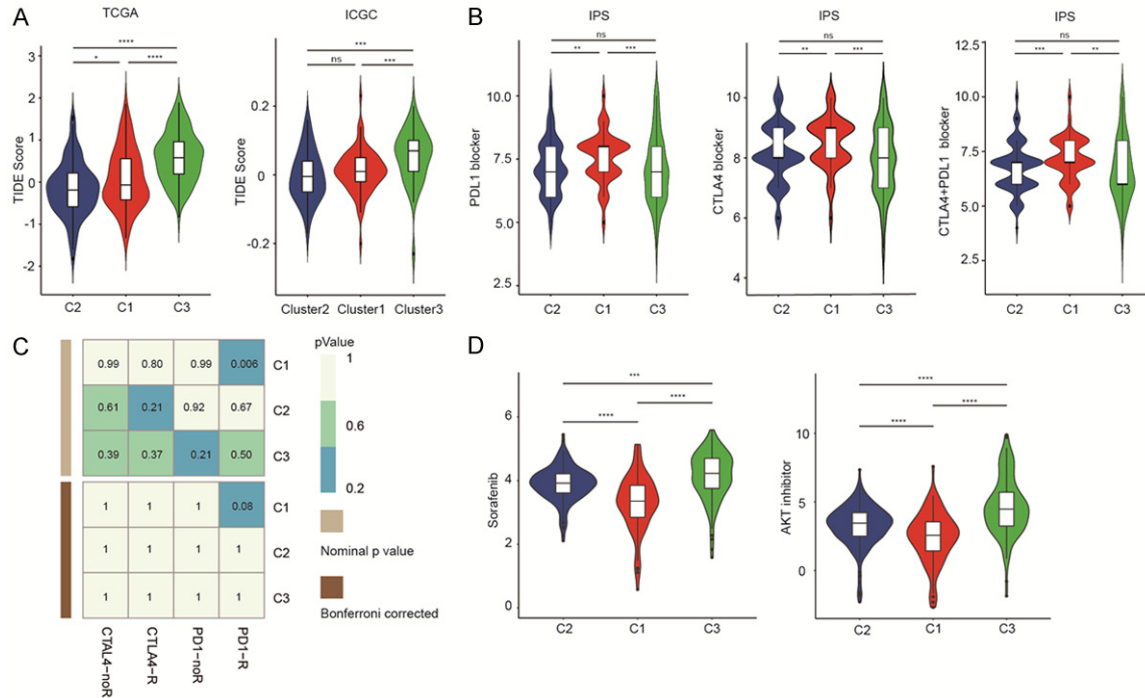 A
TCGA
****
*
****
TIDE Score
3
2
1
0
-1
-2
C2
C1
C3
ICGC
***
ns
***
TIDE Score
0.2
0
-0.2
Cluster2
Cluster1
Cluster3
B
IPS
ns
**
***
PDL1 blocker
10.0
7.5
5.0
2.5
C2
C1
C3
IPS
ns
**
***
CTLA4 blocker
10
8
6
4
C2
C1
C3
IPS
ns
***
**
CTLA4+PDL1 blocker
12.5
10.0
7.5
5.0
2.5
C2
C1
C3
C
0.99 0.80 0.99 0.006 C1
0.61 0.21 0.92 0.67 C2
0.39 0.37 0.21 0.50 C3
1 1 1 0.08 C1
1 1 1 1 C2
1 1 1 1 C3
CTAL4-noR
CTLA4-R
PD1-noR
PD1-R
pValue
1
0.6
0.2
Nominal p value
Bonferroni corrected
D
***
****
****
Sorafenib
6
4
2
0
C2
C1
C3
****
****
****
AKT inhibitor
10
5
0
C2
C1
C3